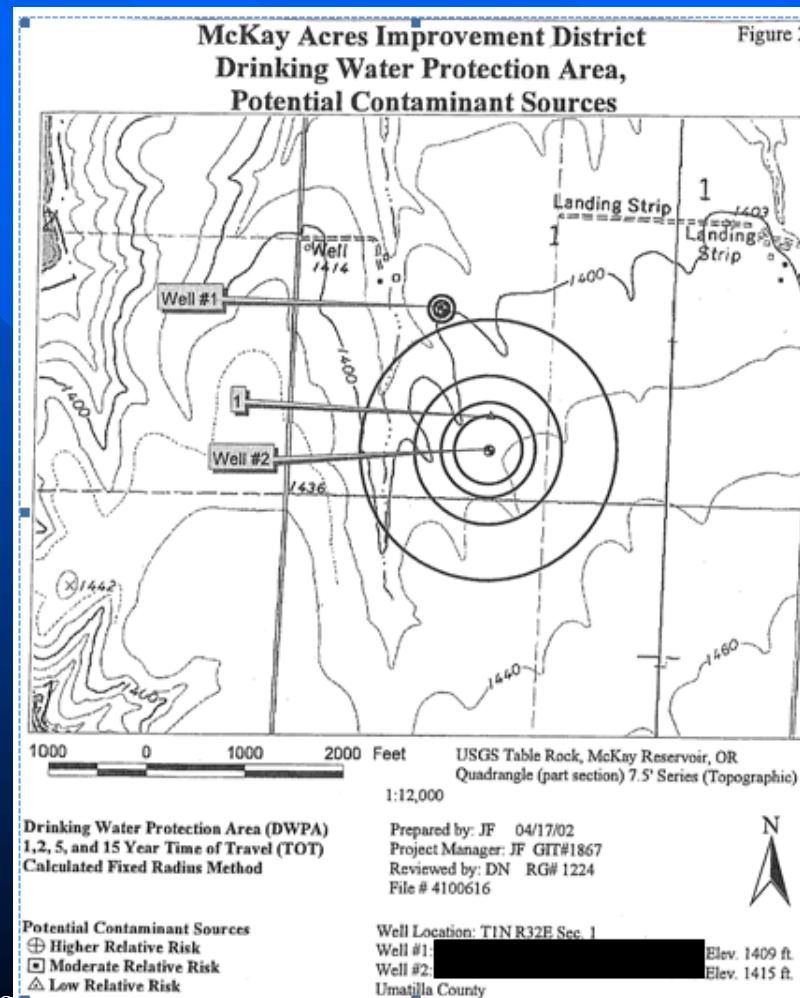 McKay Acres Improvement District
Figure
Drinking Water Protection Area,
Potential Contaminant Sources
Landing Strip
1
1403
Well
1414
1
Landing
Strip
1400
Well #1
1400
1400
1
Well #2
1436
1442
1460
1440
1460
1000 0 1000 2000 Feet
USGS Table Rock, McKay Reservoir, OR
Quadrangle (part section) 7.5' Series (Topographic)
1:12,000
Drinking Water Protection Area (DWPA)
1,2, 5, and 15 Year Time of Travel (TOT)
Calculated Fixed Radius Method
Prepared by: JF 04/17/02
Project Manager: JF GIT#1867
Reviewed by: DN RG# 1224
File # 4100616
N
Potential Contaminant Sources
Higher Relative Risk
Moderate Relative Risk
Low Relative Risk
Well Location: T1N R32E Sec. 1
Well #1: Elev. 1409 ft.
Well #2: Elev. 1415 ft.
Umatilla County